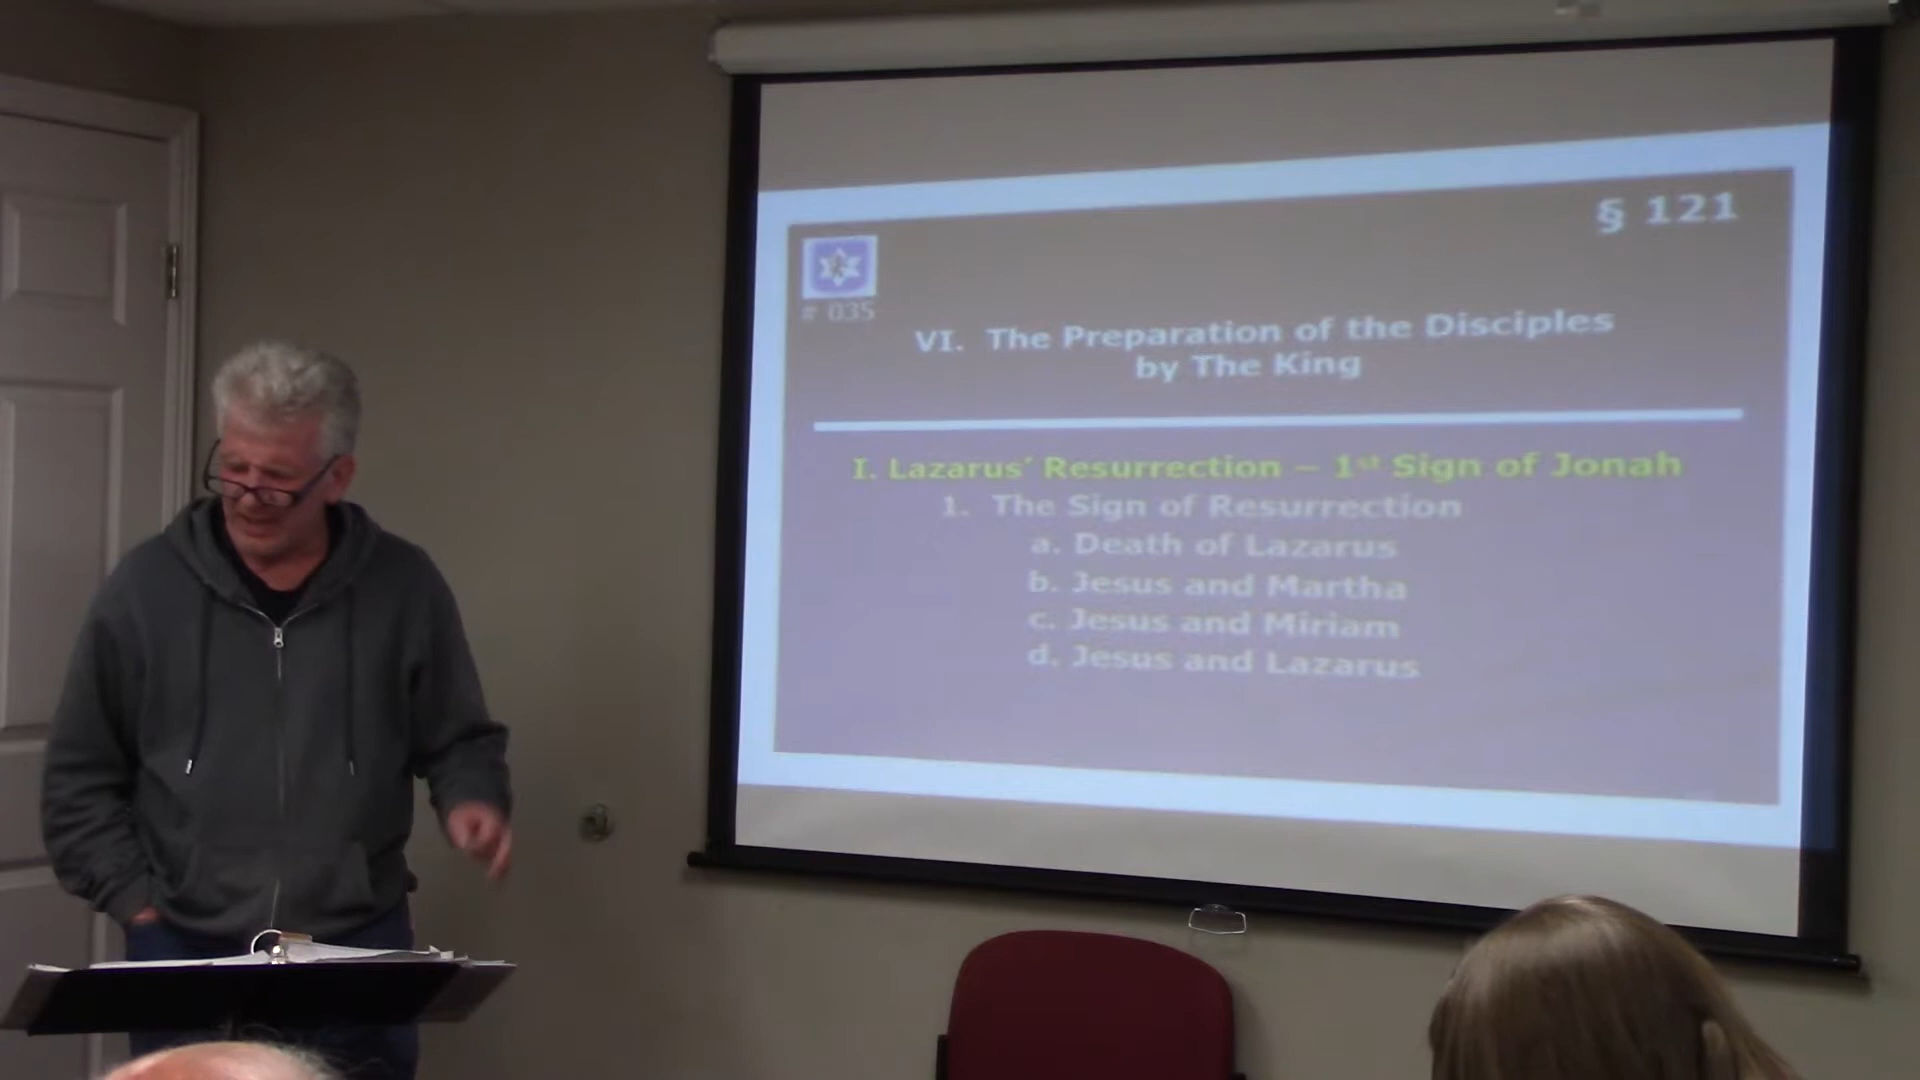 § 121
# 035
VI. The Preparation of the Disciples
by The King
I. Lazarus’ Resurrection – 1st Sign of Jonah
1. The Sign of Resurrection
a. Death of Lazarus
b. Jesus and Martha
c. Jesus and Miriam
d. Jesus and Lazarus